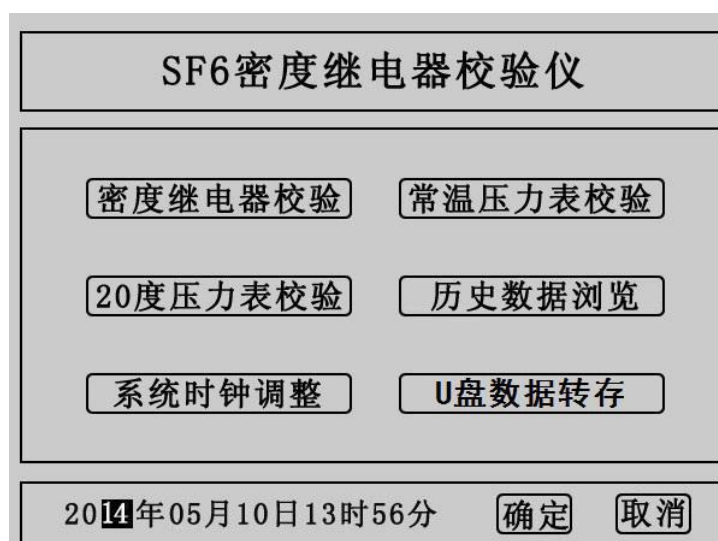 SF6密度继电器校验仪
密度继电器校验 常温压力表校验
20度压力表校验 历史数据浏览
系统时钟调整 U盘数据转存
2014年05月10日13时56分 确定 取消